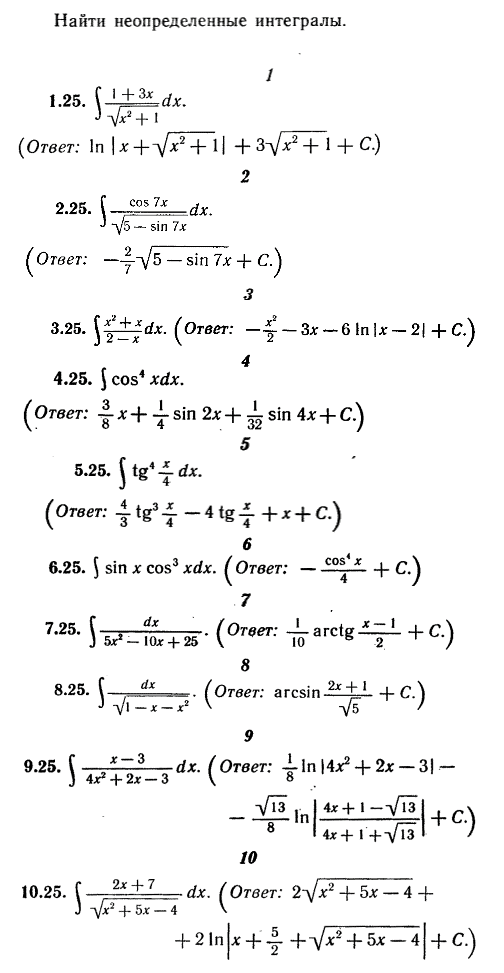 Найти неопределенные интегралы.
1
1.25. ∫ (1 + 3x)/√(x² + 1) dx.
(Ответ: ln |x + √(x² + 1)| + 3√(x² + 1) + C.)
2
2.25. ∫ cos 7x/√(5 − sin 7x) dx.
(Ответ: −2/7 √(5 − sin 7x) + C.)
3
3.25. ∫ (x² + x)/(2 − x) dx. (Ответ: −x²/2 − 3x − 6 ln |x − 2| + C.)
4
4.25. ∫ cos⁴ xdx.
(Ответ: 3/8 x + 1/4 sin 2x + 1/32 sin 4x + C.)
5
5.25. ∫ tg⁴ x/4 dx.
(Ответ: 4/3 tg³ x/4 − 4 tg x/4 + x + C.)
6
6.25. ∫ sin x cos³ xdx. (Ответ: − cos⁴ x/4 + C.)
7
7.25. ∫ dx/(5x² − 10x + 25). (Ответ: 1/10 arctg (x − 1)/2 + C.)
8
8.25. ∫ dx/√(1 − x − x²). (Ответ: arcsin (2x + 1)/√5 + C.)
9
9.25. ∫ (x − 3)/(4x² + 2x − 3) dx. (Ответ: 1/8 ln |4x² + 2x − 3| −
− √13/8 ln |(4x + 1 − √13)/(4x + 1 + √13)| + C.)
10
10.25. ∫ (2x + 7)/√(x² + 5x − 4) dx. (Ответ: 2√(x² + 5x − 4) +
+ 2 ln |x + 5/2 + √(x² + 5x − 4)| + C.)